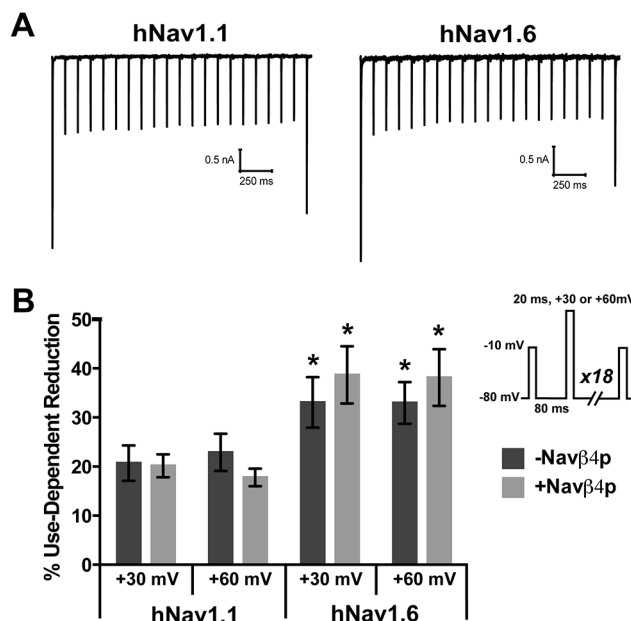 A
hNav1.1
hNav1.6
0.5 nA
250 ms
0.5 nA
250 ms
B
% Use-Dependent Reduction
50
40
30
20
10
0
* * * *
+30 mV +60 mV +30 mV +60 mV
hNav1.1 hNav1.6
20 ms, +30 or +60mV
-10 mV
x18
-80 mV
80 ms
-Navβ4p
+Navβ4p